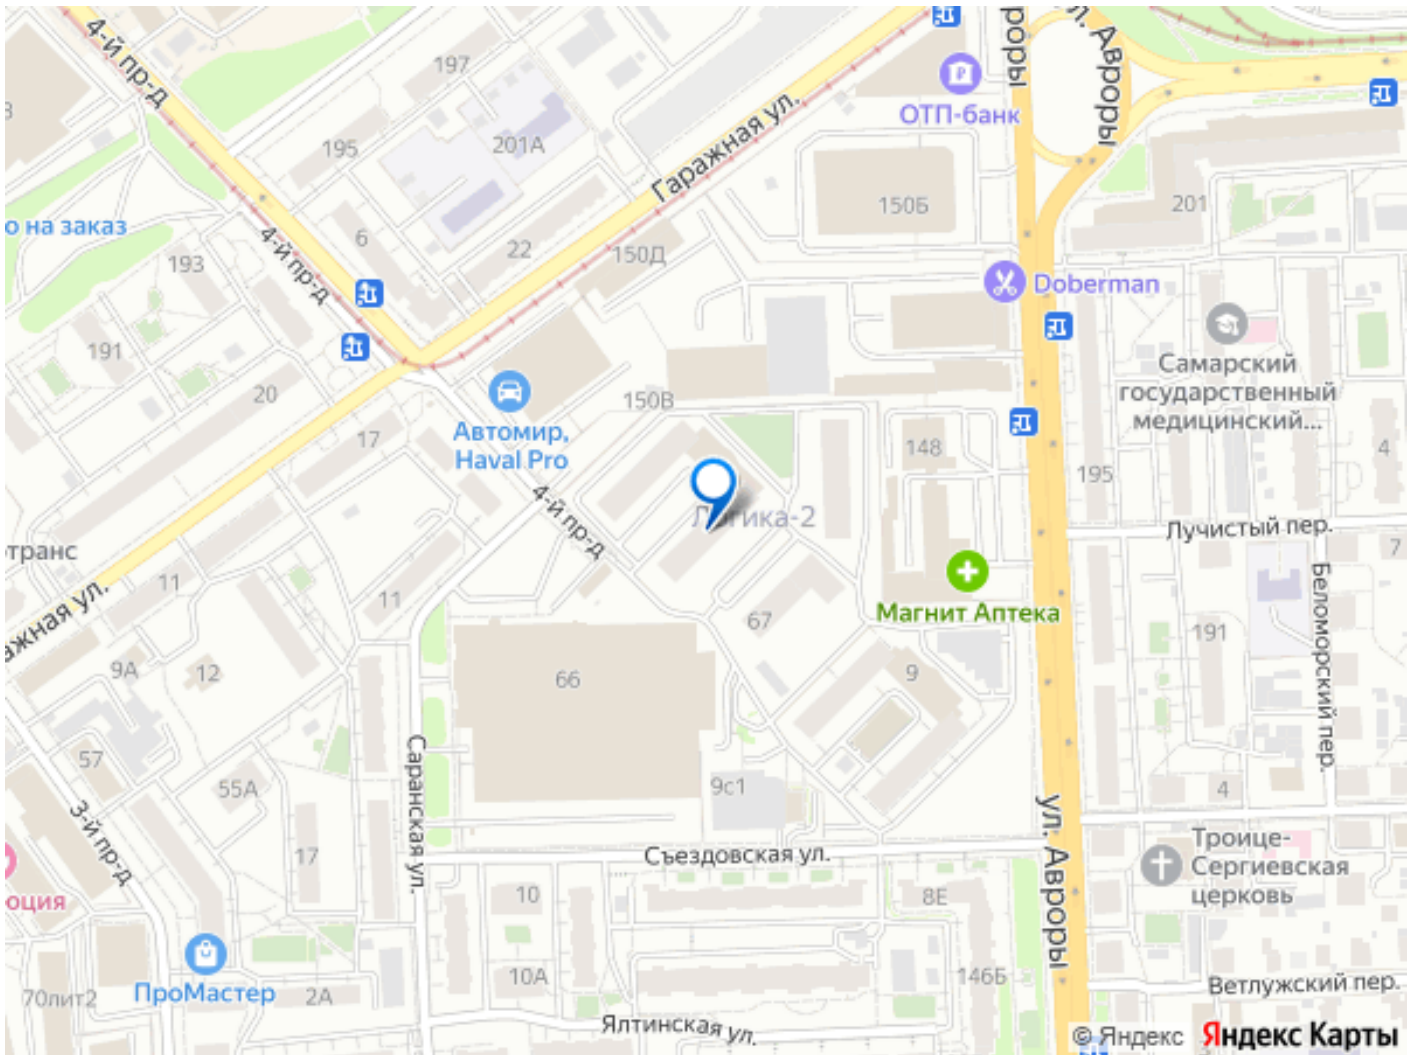 4-й пр-д
197
ОТП-банк
ул. Авроры
195
201А
Гаражная ул.
150Б
201
о на заказ
6
22
150Д
193
4-й пр-д
Doberman
191
20
17
Автомир,
Haval Pro
150В
148
Самарский
государственный
медицинский...
4
195
4-й пр-д
Логика-2
Лучистый пер.
7
транс
11
11
Магнит Аптека
67
Беломорский пер.
191
9А
12
66
9
57
55А
Саранская ул.
9с1
4
3-й пр-д
17
Съездовская ул.
ул. Авроры
Троице-
Сергиевская
церковь
10
8Е
оция
ПроМастер
70лит2
2А
10А
146Б
Ветлужский пер.
Ялтинская ул.
© Яндекс Яндекс Карты